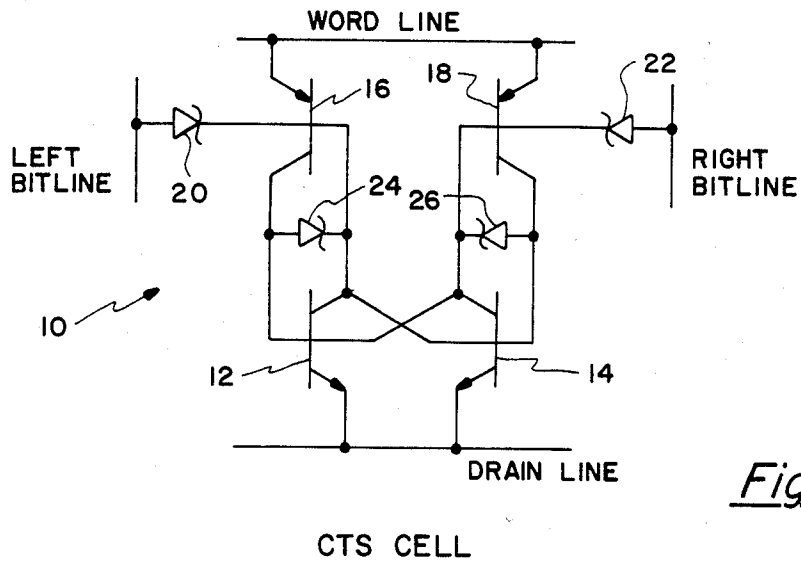 WORD LINE
16
18
22
LEFT
BITLINE
20
24
26
RIGHT
BITLINE
10
12
14
DRAIN LINE
Fig
CTS CELL